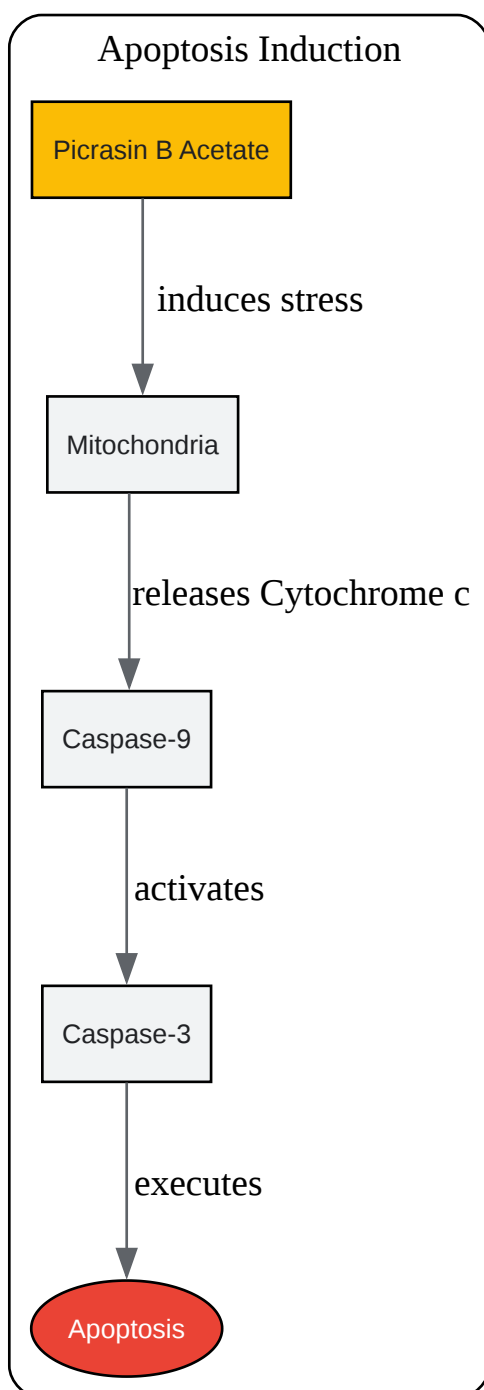 Apoptosis Induction
Picrasin B Acetate
induces stress
Mitochondria
releases Cytochrome c
Caspase-9
activates
Caspase-3
executes
Apoptosis